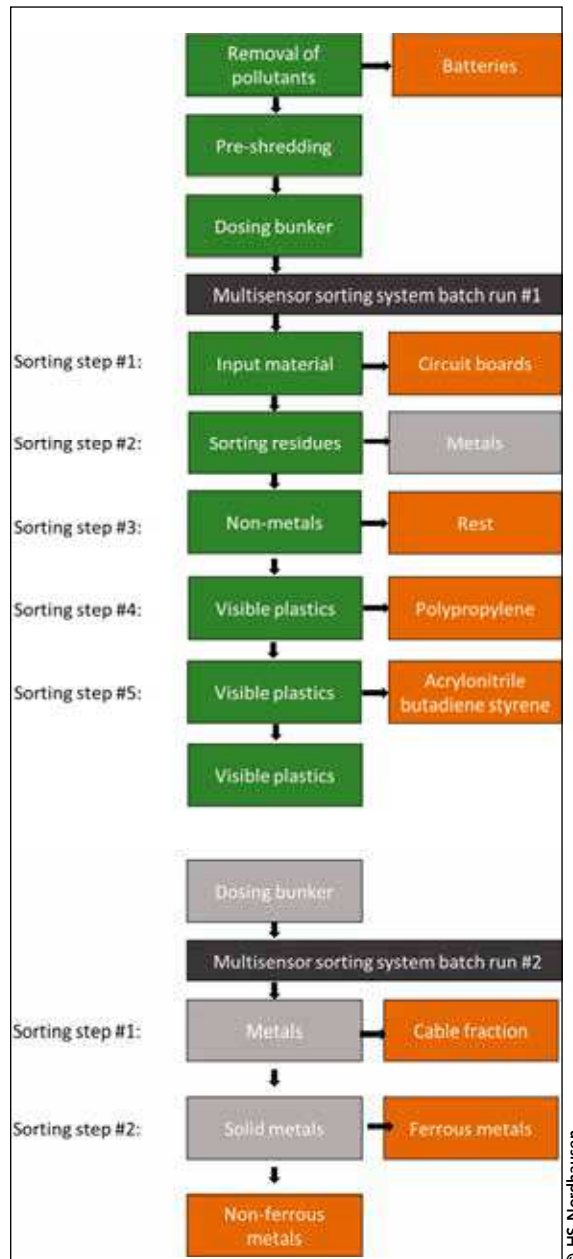 Removal of
pollutants
Batteries
Pre-shredding
Dosing bunker
Multisensor sorting system batch run #1
Sorting step #1:
Input material
Circuit boards
Sorting step #2:
Sorting residues
Metals
Sorting step #3:
Non-metals
Rest
Sorting step #4:
Visible plastics
Polypropylene
Sorting step #5:
Visible plastics
Acrylonitrile
butadiene styrene
Visible plastics
Dosing bunker
Multisensor sorting system batch run #2
Sorting step #1:
Metals
Cable fraction
Sorting step #2:
Solid metals
Ferrous metals
Non-ferrous
metals
© HS Nordhausen